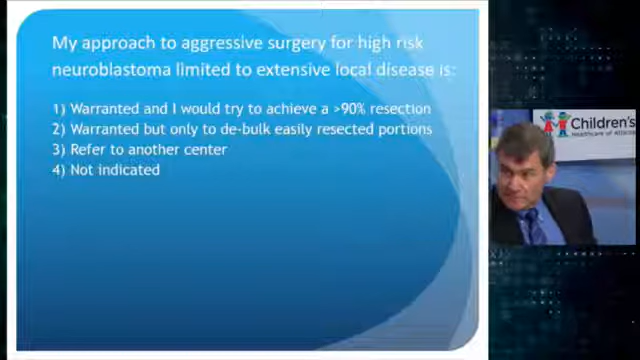 My approach to aggressive surgery for high risk
neuroblastoma limited to extensive local disease is:
1) Warranted and I would try to achieve a >90% resection
2) Warranted but only to de-bulk easily resected portions
3) Refer to another center
4) Not indicated
Children's
Healthcare of Atlanta